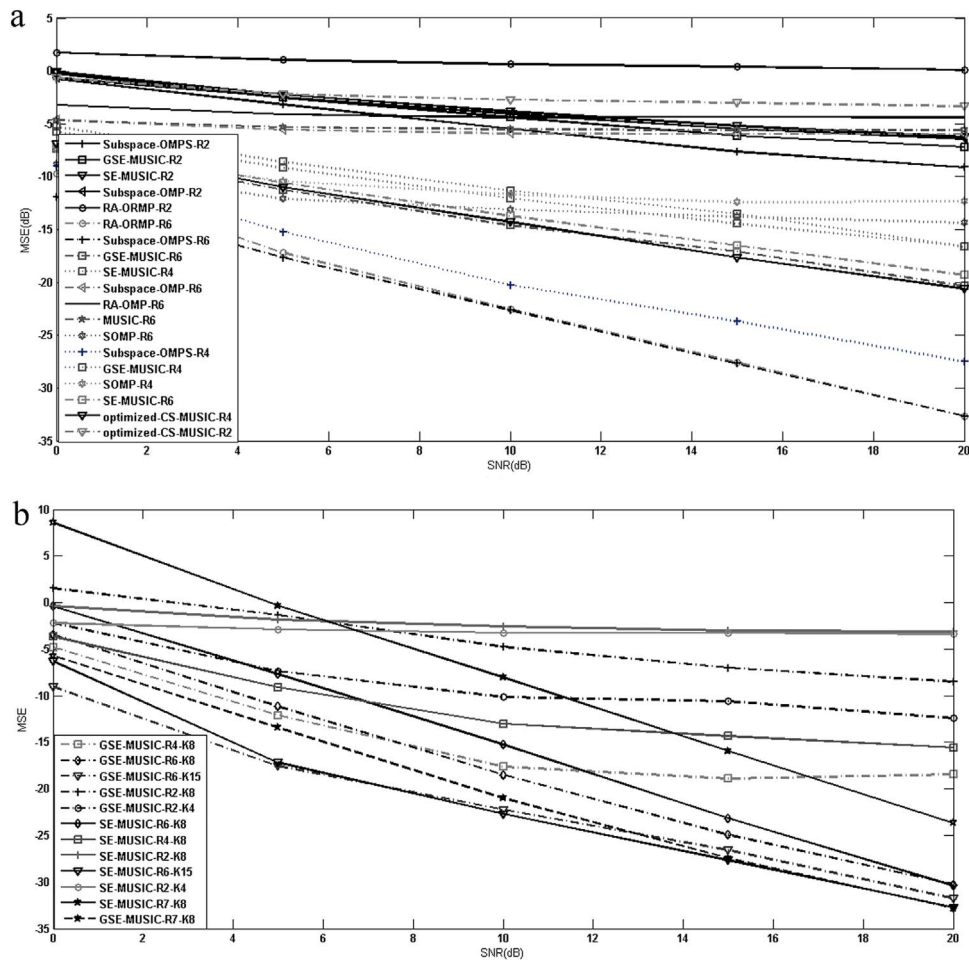 a
5
0
-5
-10
-15
-20
-25
-30
-35
MSE(dB)
Subspace-OMPS-R2
GSE-MUSIC-R2
SE-MUSIC-R2
Subspace-OMP-R2
RA-ORMP-R2
RA-ORMP-R6
Subspace-OMPS-R6
GSE-MUSIC-R6
SE-MUSIC-R4
Subspace-OMP-R6
RA-OMP-R6
MUSIC-R6
SOMP-R6
Subspace-OMPS-R4
GSE-MUSIC-R4
SOMP-R4
SE-MUSIC-R6
optimized-CS-MUSIC-R4
optimized-CS-MUSIC-R2
0 2 4 6 8 10 12 14 16 18 20
SNR(dB)
b
10
5
0
-5
-10
-15
-20
-25
-30
-35
MSE
GSE-MUSIC-R4-K8
GSE-MUSIC-R6-K8
GSE-MUSIC-R6-K15
GSE-MUSIC-R2-K8
GSE-MUSIC-R2-K4
SE-MUSIC-R6-K8
SE-MUSIC-R4-K8
SE-MUSIC-R2-K8
SE-MUSIC-R6-K15
SE-MUSIC-R2-K4
SE-MUSIC-R7-K8
GSE-MUSIC-R7-K8
0 2 4 6 8 10 12 14 16 18 20
SNR(dB)